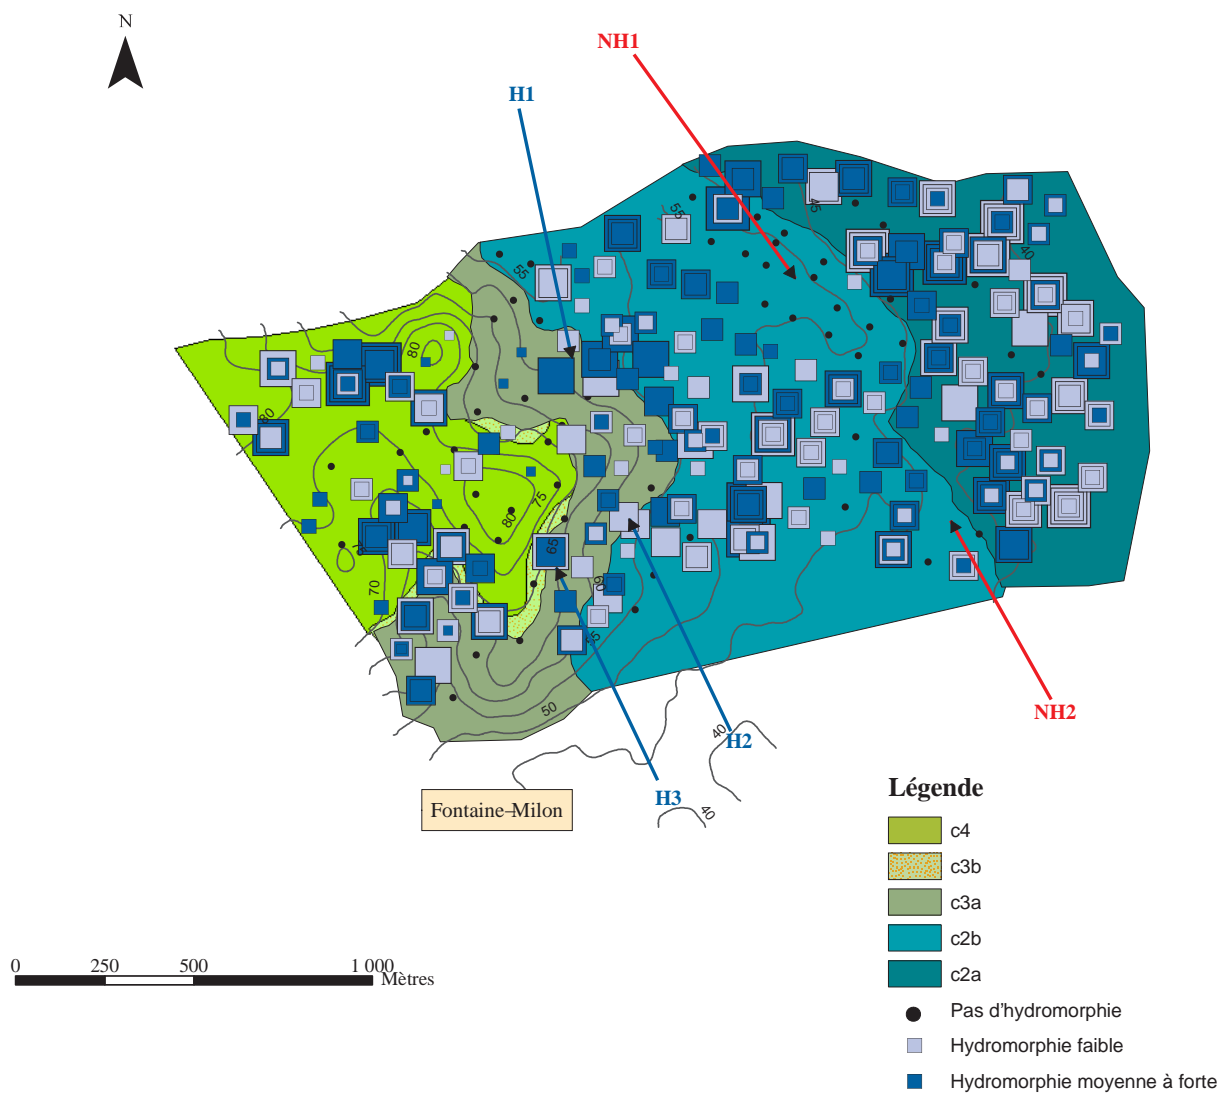 N
NH1
H1
55
45
40
55
80
80
75
80
65
70
60
55
50
40
H2
NH2
H3
40
Fontaine–Milon
Légende
c4
c3b
c3a
c2b
c2a
Pas d'hydromorphie
Hydromorphie faible
Hydromorphie moyenne à forte
0 250 500 1 000
Mètres